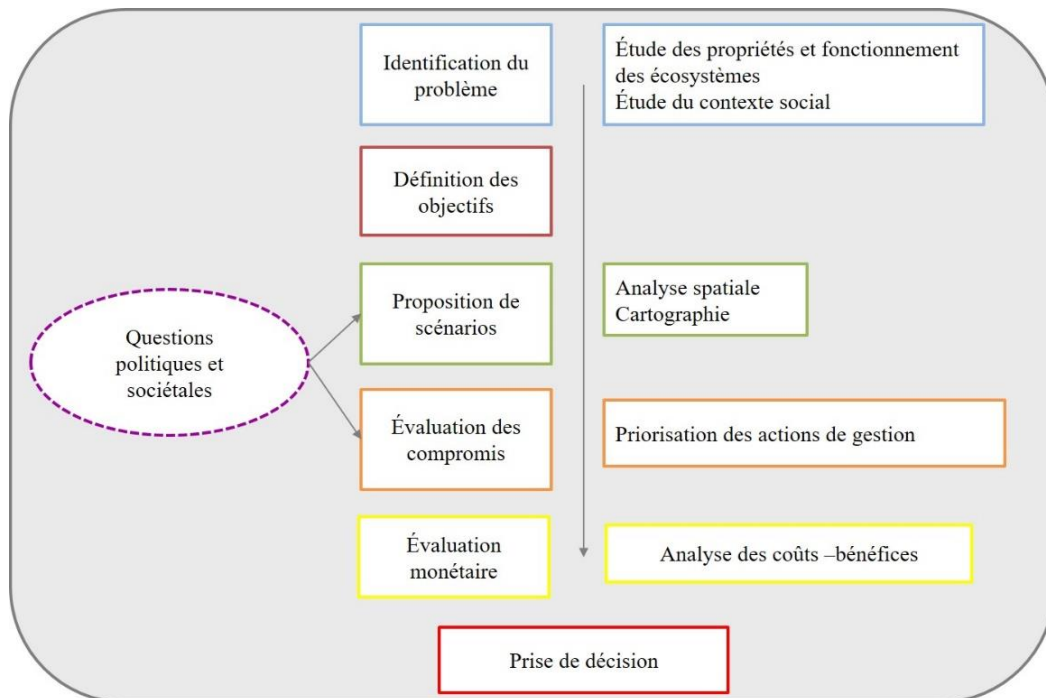 Identification du
problème
Étude des propriétés et fonctionnement
des écosystèmes
Étude du contexte social
Définition des
objectifs
Questions
politiques et
sociétales
Proposition de
scénarios
Analyse spatiale
Cartographie
Évaluation des
compromis
Priorisation des actions de gestion
Évaluation
monétaire
Analyse des coûts –bénéfices
Prise de décision